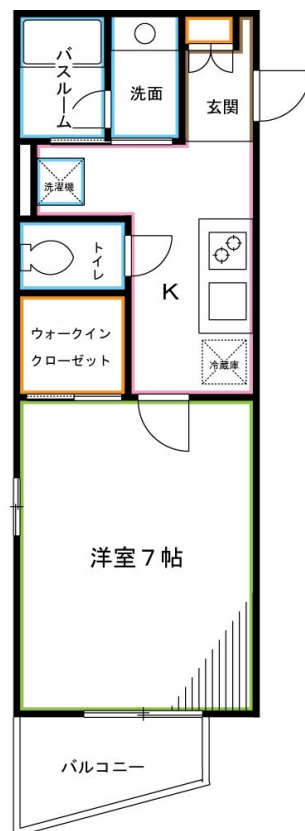 バスルーム
洗面
玄関
洗濯機
トイレ
K
ウォークイン
クローゼット
冷蔵庫
洋室7帖
バルコニー